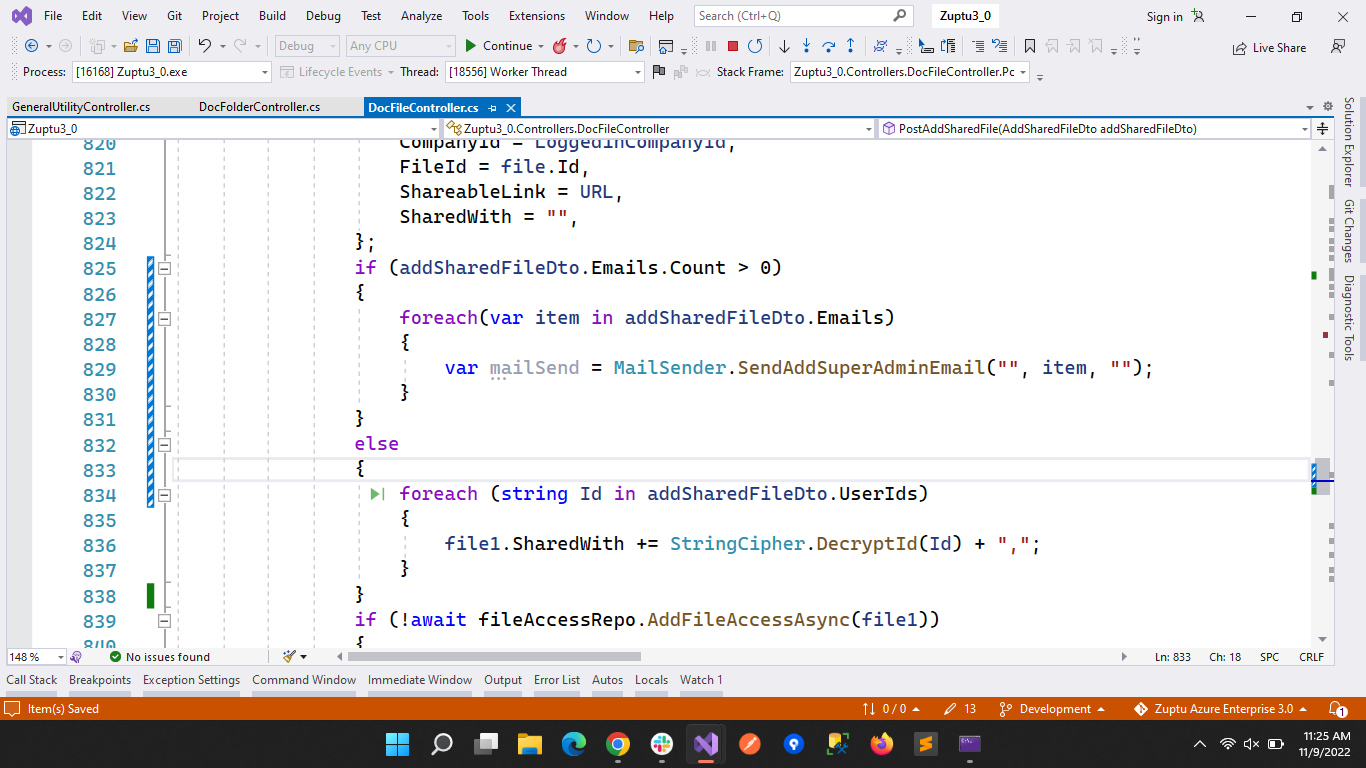 File Edit View Git Project Build Debug Test Analyze Tools Extensions Window Help Search (Ctrl+Q) Zuptu3_0 Sign in
Debug Any CPU Continue Live Share
Process: [16168] Zuptu3_0.exe Lifecycle Events Thread: [18556] Worker Thread Stack Frame: Zuptu3_0.Controllers.DocFileController.Pc
GeneralUtilityController.cs DocFolderController.cs DocFileController.cs
Zuptu3_0 Zuptu3_0.Controllers.DocFileController PostAddSharedFile(AddSharedFileDto addSharedFileDto)
820 CompanyId = LoggedInCompanyId,
821 FileId = file.Id,
822 ShareableLink = URL,
823 SharedWith = "",
824 };
825 if (addSharedFileDto.Emails.Count > 0)
826 {
827 foreach(var item in addSharedFileDto.Emails)
828 {
829 var mailSend = MailSender.SendAddSuperAdminEmail("", item, "");
830 }
831 }
832 else
833 {
834 foreach (string Id in addSharedFileDto.UserIds)
835 {
836 file1.SharedWith += StringCipher.DecryptId(Id) + ",";
837 }
838 }
839 if (!await fileAccessRepo.AddFileAccessAsync(file1))
840 {
Solution Explorer
Git Changes
Diagnostic Tools
148 % No issues found Ln: 833 Ch: 18 SPC CRLF
Call Stack Breakpoints Exception Settings Command Window Immediate Window Output Error List Autos Locals Watch 1
Item(s) Saved 0 / 0 13 Development Zuptu Azure Enterprise 3.0 1
11:25 AM
11/9/2022